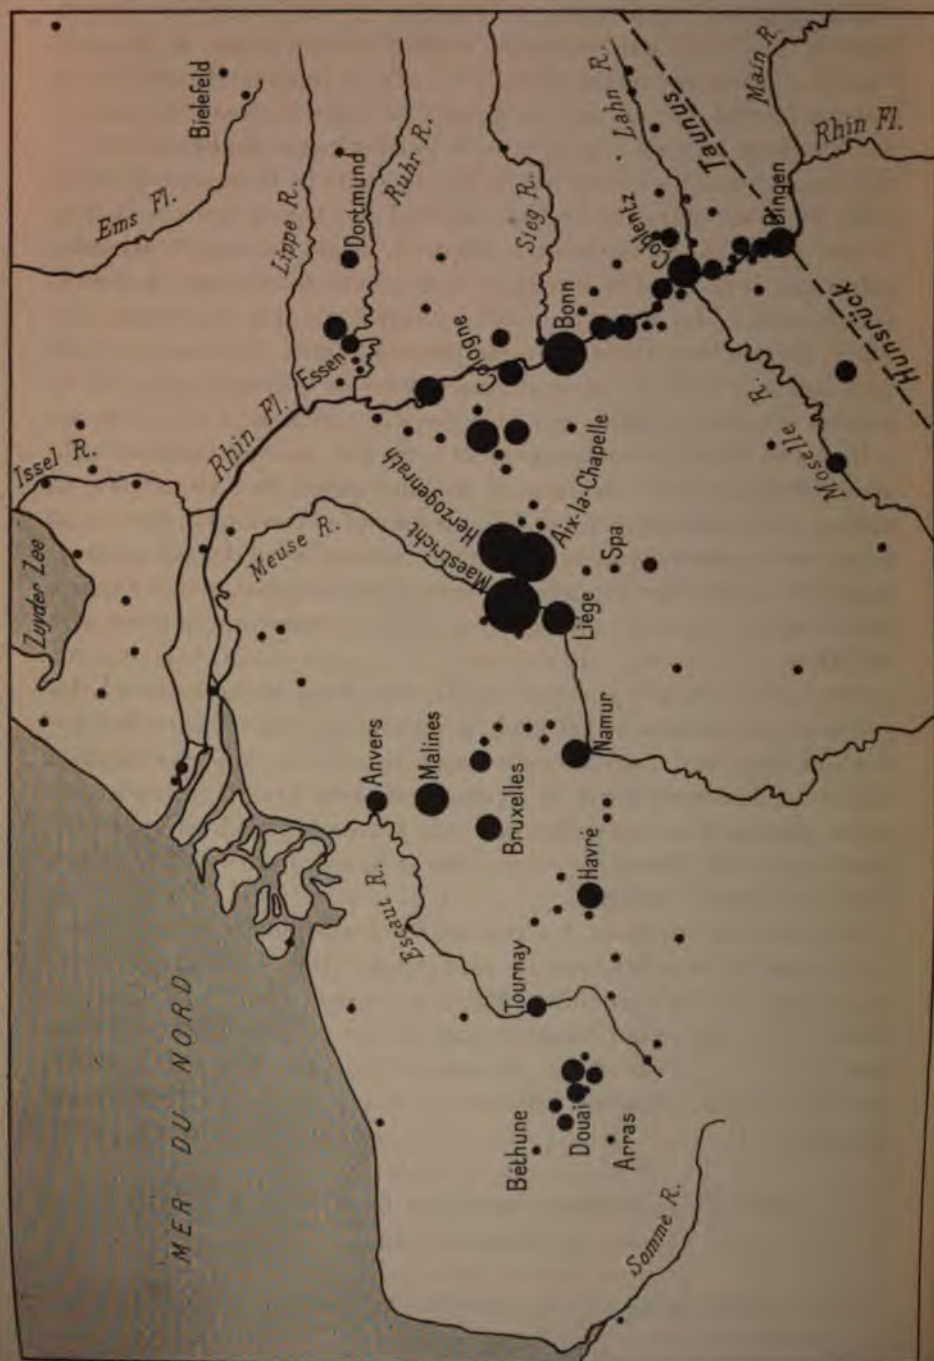 MER DU NORD
Zuyder Zee
Issel R.
Ems Fl.
Bielefeld
Lippe R.
Dortmund
Ruhr R.
Essen
Rhin Fl.
Meuse R.
Anvers
Malines
Escaut R.
Bruxelles
Maestricht
Herzogenrath
Aix-la-Chapelle
Cologne
Sieg R.
Bonn
Liége
Spa
Namur
Havré
Tournay
Béthune
Douai
Arras
Somme R.
Lahn R.
Coblentz
Taunus
Main R.
Rhin Fl.
Bingen
Moselle R.
Hunsrück